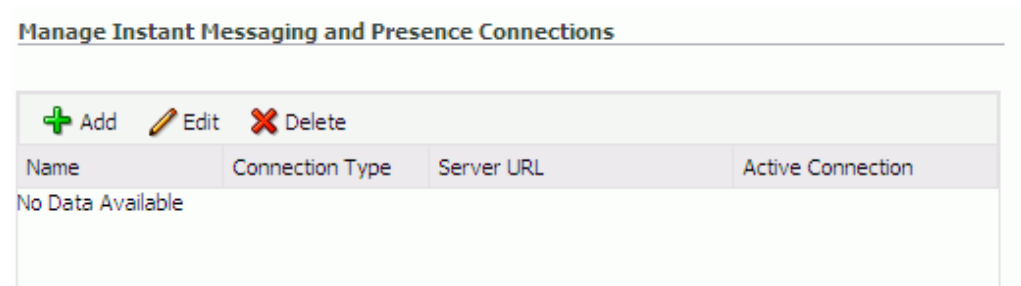 Manage Instant Messaging and Presence Connections
Add Edit Delete
Name Connection Type Server URL Active Connection
No Data Available